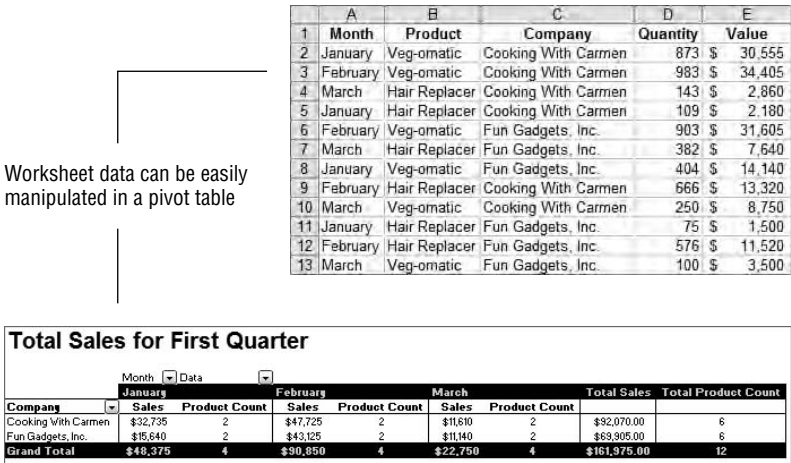 A B C D E
1 Month Product Company Quantity Value
2 January Veg-omatic Cooking With Carmen 873 $ 30,555
3 February Veg-omatic Cooking With Carmen 983 $ 34,405
4 March Hair Replacer Cooking With Carmen 143 $ 2,860
5 January Hair Replacer Cooking With Carmen 109 $ 2,180
6 February Veg-omatic Fun Gadgets, Inc. 903 $ 31,605
7 March Hair Replacer Fun Gadgets, Inc. 382 $ 7,640
8 January Veg-omatic Fun Gadgets, Inc. 404 $ 14,140
9 February Hair Replacer Cooking With Carmen 666 $ 13,320
10 March Veg-omatic Cooking With Carmen 250 $ 8,750
11 January Hair Replacer Fun Gadgets, Inc. 75 $ 1,500
12 February Hair Replacer Fun Gadgets, Inc. 576 $ 11,520
13 March Veg-omatic Fun Gadgets, Inc. 100 $ 3,500
Worksheet data can be easily
manipulated in a pivot table
Total Sales for First Quarter
Month Data
January February March Total Sales Total Product Count
Company Sales Product Count Sales Product Count Sales Product Count
Cooking With Carmen $32,735 2 $47,725 2 $11,610 2 $92,070.00 6
Fun Gadgets, Inc. $15,640 2 $43,125 2 $11,140 2 $69,905.00 6
Grand Total $48,375 4 $90,850 4 $22,750 4 $161,975.00 12